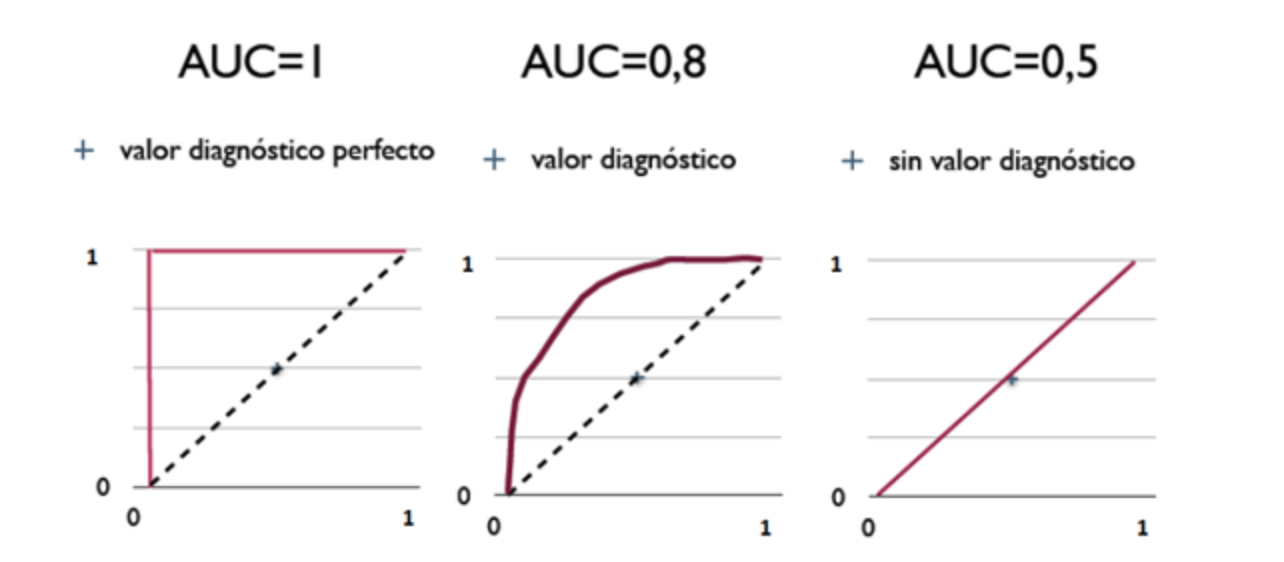 AUC=1
AUC=0,8
AUC=0,5
+ valor diagnóstico perfecto
+ valor diagnóstico
+ sin valor diagnóstico
1
0
0 1
1
0
0 1
1
0
0 1